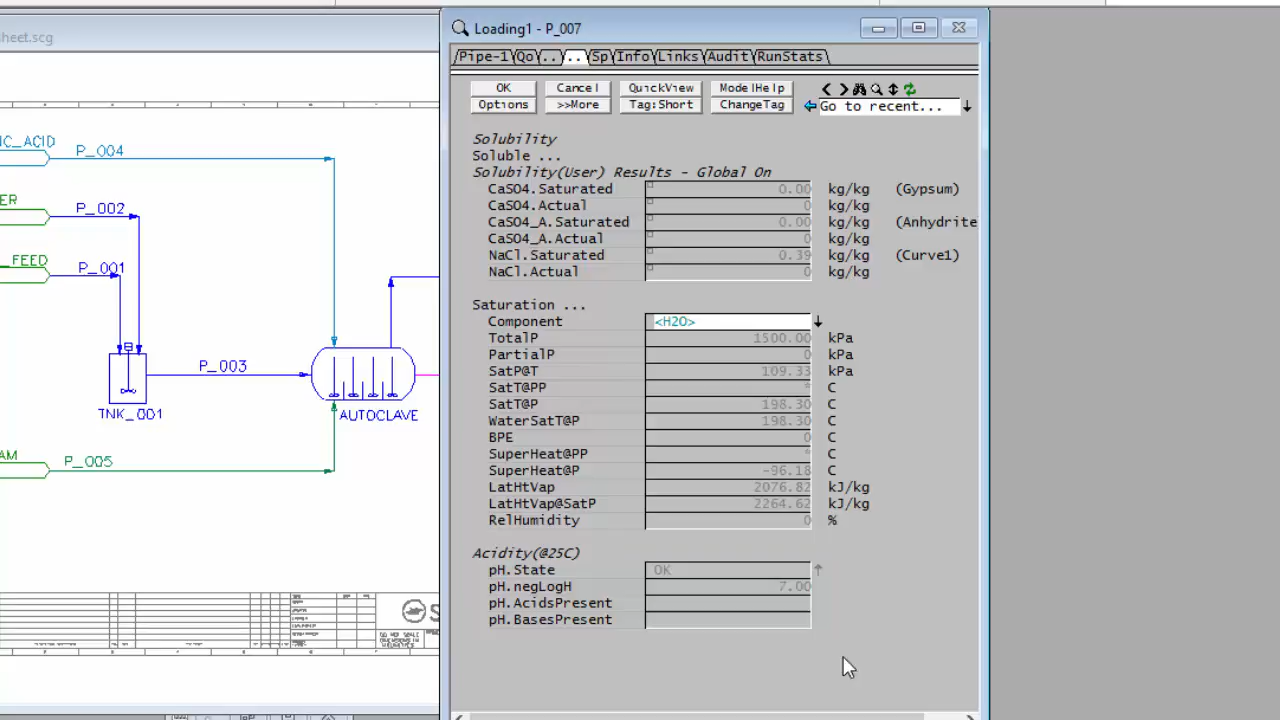 heet.scg
Loading1 - P_007
Pipe-1 Qo .. .. Sp Info Links Audit RunStats
OK Cancel QuickView ModelHelp
Options >>More Tag:Short ChangeTag Go to recent...
Solubility
Soluble ...
Solubility(User) Results - Global On
CaSO4.Saturated 0.00 kg/kg (Gypsum)
CaSO4.Actual 0 kg/kg
CaSO4_A.Saturated 0.00 kg/kg (Anhydrite
CaSO4_A.Actual 0 kg/kg
NaCl.Saturated 0.39 kg/kg (Curve1)
NaCl.Actual 0 kg/kg
Saturation ...
Component <H2O>
TotalP 1500.00 kPa
PartialP 0 kPa
SatP@T 109.33 kPa
SatT@PP * C
SatT@P 198.30 C
WaterSatT@P 198.30 C
BPE 0 C
SuperHeat@PP * C
SuperHeat@P -96.18 C
LatHtVap 2076.82 kJ/kg
LatHtVap@SatP 2264.62 kJ/kg
RelHumidity 0 %
Acidity(@25C)
pH.State OK
pH.negLogH 7.00
pH.AcidsPresent
pH.BasesPresent
IC_ACID
P_004
ER
P_002
_FEED
P_001
P_003
TNK_001
AUTOCLAVE
AM
P_005